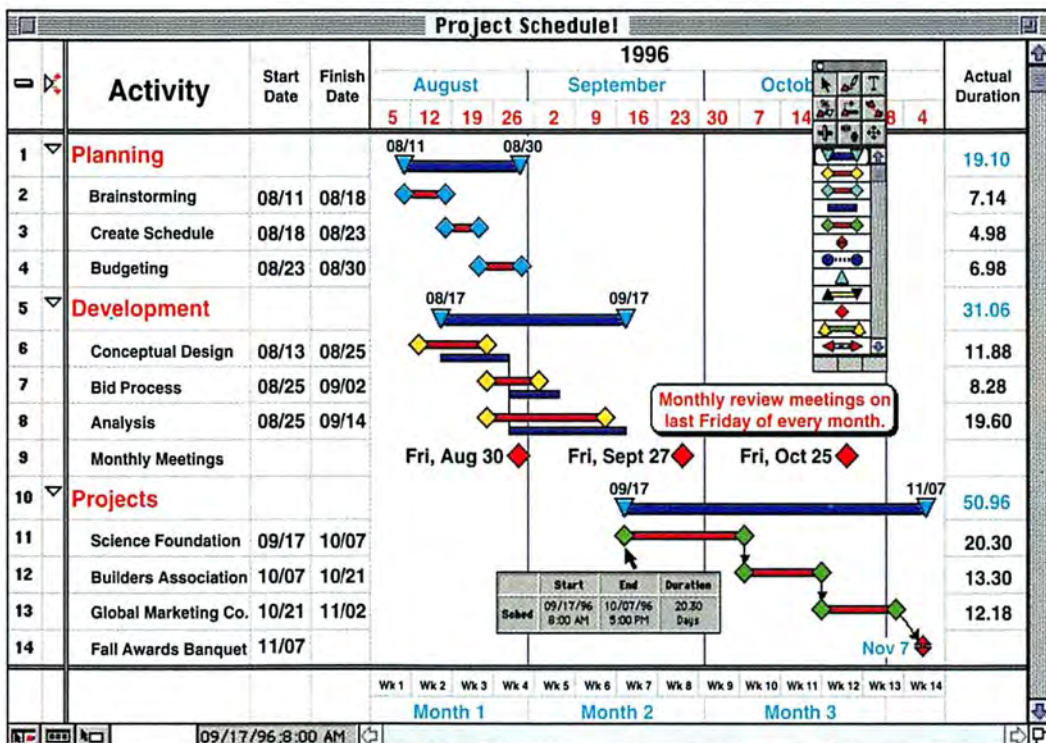 Project Schedule!
Activity
Start Date
Finish Date
1996
August September Octob
5 12 19 26 2 9 16 23 30 7 14 8 4
Actual Duration
1 Planning 08/11 08/30 19.10
2 Brainstorming 08/11 08/18 7.14
3 Create Schedule 08/18 08/23 4.98
4 Budgeting 08/23 08/30 6.98
5 Development 08/17 09/17 31.06
6 Conceptual Design 08/13 08/25 11.88
7 Bid Process 08/25 09/02 8.28
Monthly review meetings on
last Friday of every month.
8 Analysis 08/25 09/14 19.60
9 Monthly Meetings Fri, Aug 30 Fri, Sept 27 Fri, Oct 25
10 Projects 09/17 11/07 50.96
11 Science Foundation 09/17 10/07 20.30
12 Builders Association 10/07 10/21 13.30
Start End Duration
Sched 09/17/96 8:00 AM 10/07/96 5:00 PM 20.30 Days
13 Global Marketing Co. 10/21 11/02 12.18
14 Fall Awards Banquet 11/07 Nov 7
Wk 1 Wk 2 Wk 3 Wk 4 Wk 5 Wk 6 Wk 7 Wk 8 Wk 9 Wk 10 Wk 11 Wk 12 Wk 13 Wk 14
Month 1 Month 2 Month 3
09/17/96;8:00 AM